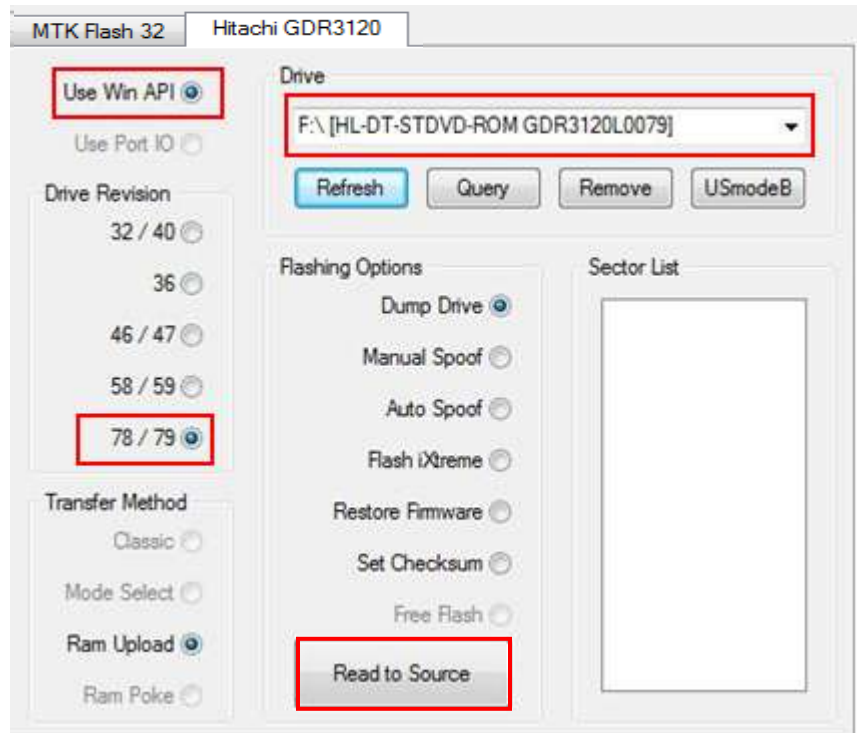 MTK Flash 32
Hitachi GDR3120
Use Win API
Use Port IO
Drive Revision
32 / 40
36
46 / 47
58 / 59
78 / 79
Transfer Method
Classic
Mode Select
Ram Upload
Ram Poke
Drive
F:\ [HL-DT-STDVD-ROM GDR3120L0079]
Refresh
Query
Remove
USmodeB
Flashing Options
Dump Drive
Manual Spoof
Auto Spoof
Flash iXtreme
Restore Firmware
Set Checksum
Free Flash
Read to Source
Sector List